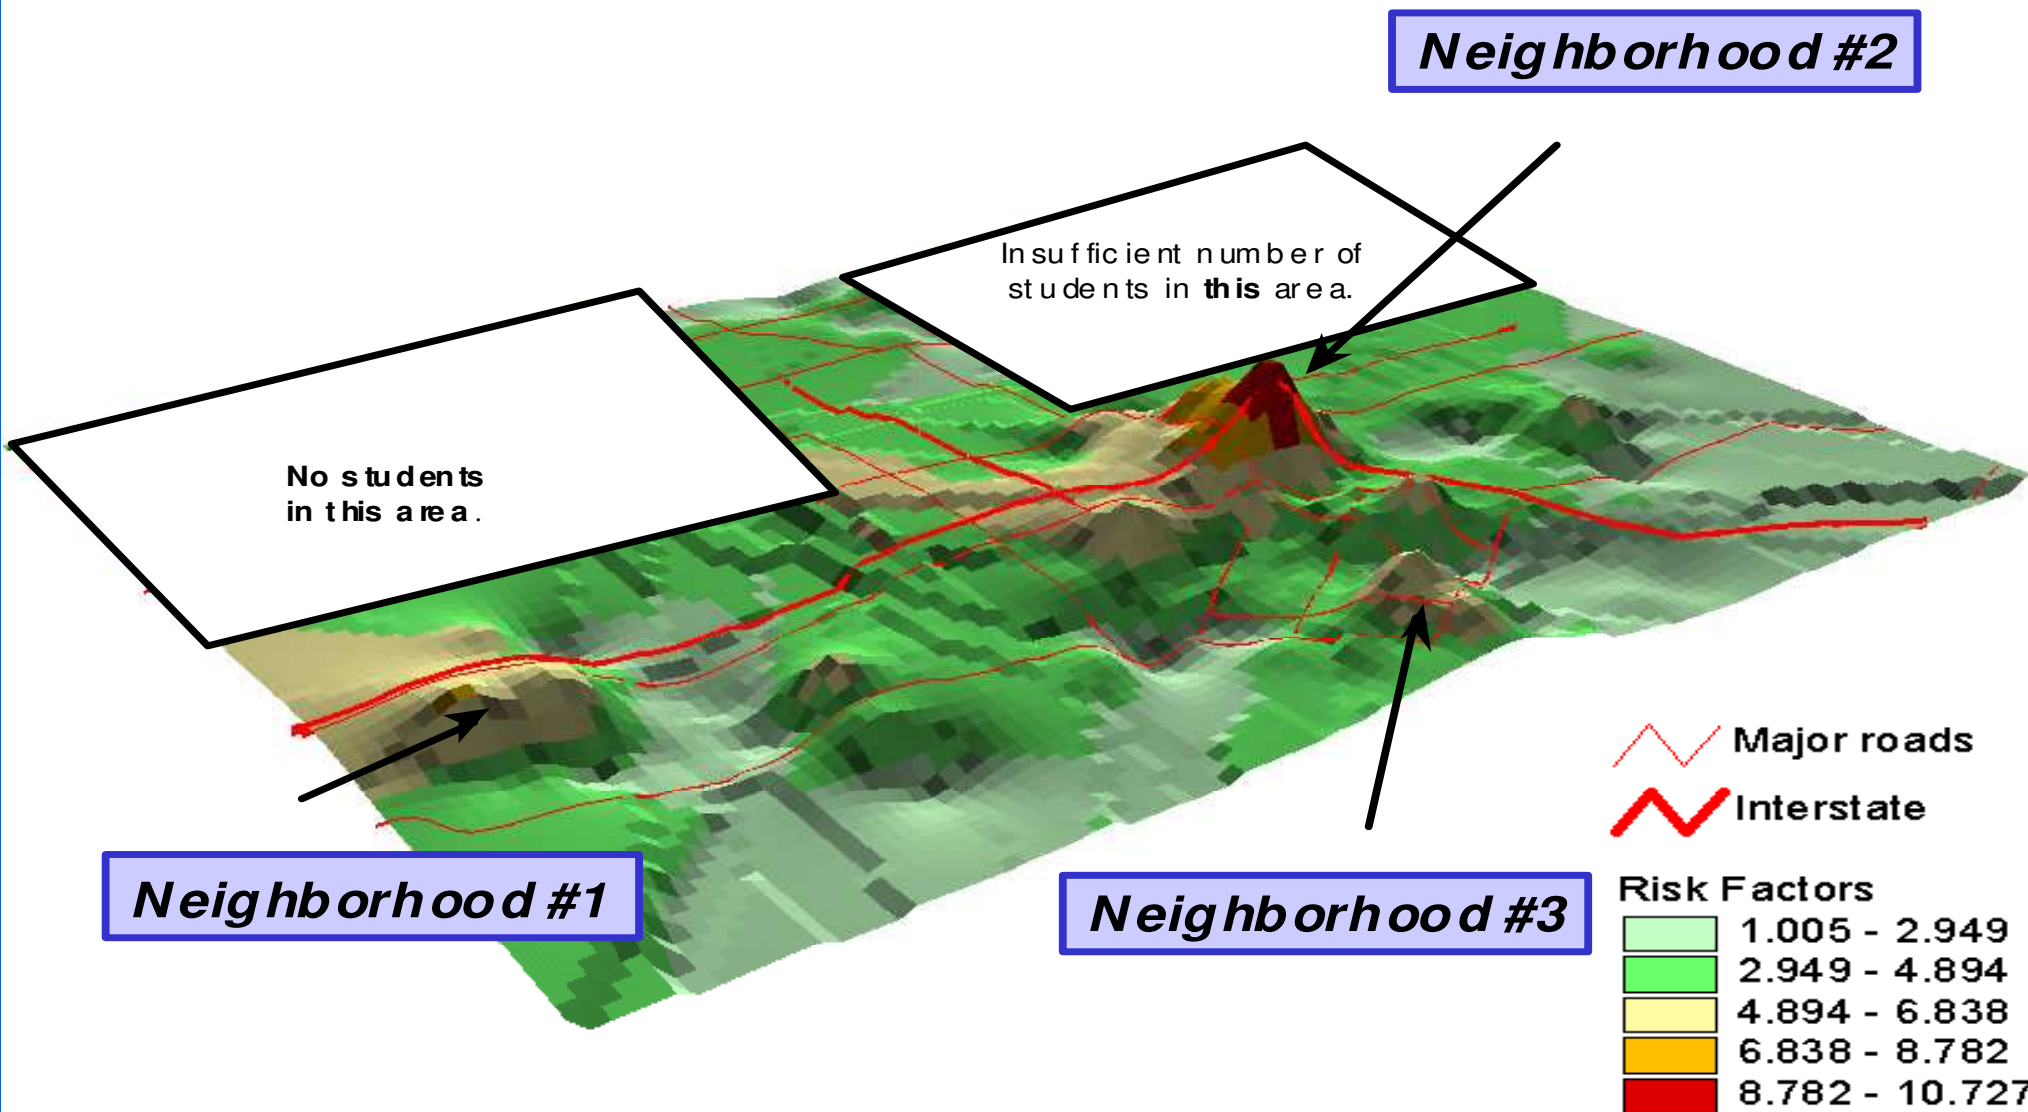 Neighborhood #2
Insufficient number of
students in this area.
No students
in this area.
Neighborhood #1
Neighborhood #3
Major roads
Interstate
Risk Factors
1.005 - 2.949
2.949 - 4.894
4.894 - 6.838
6.838 - 8.782
8.782 - 10.727